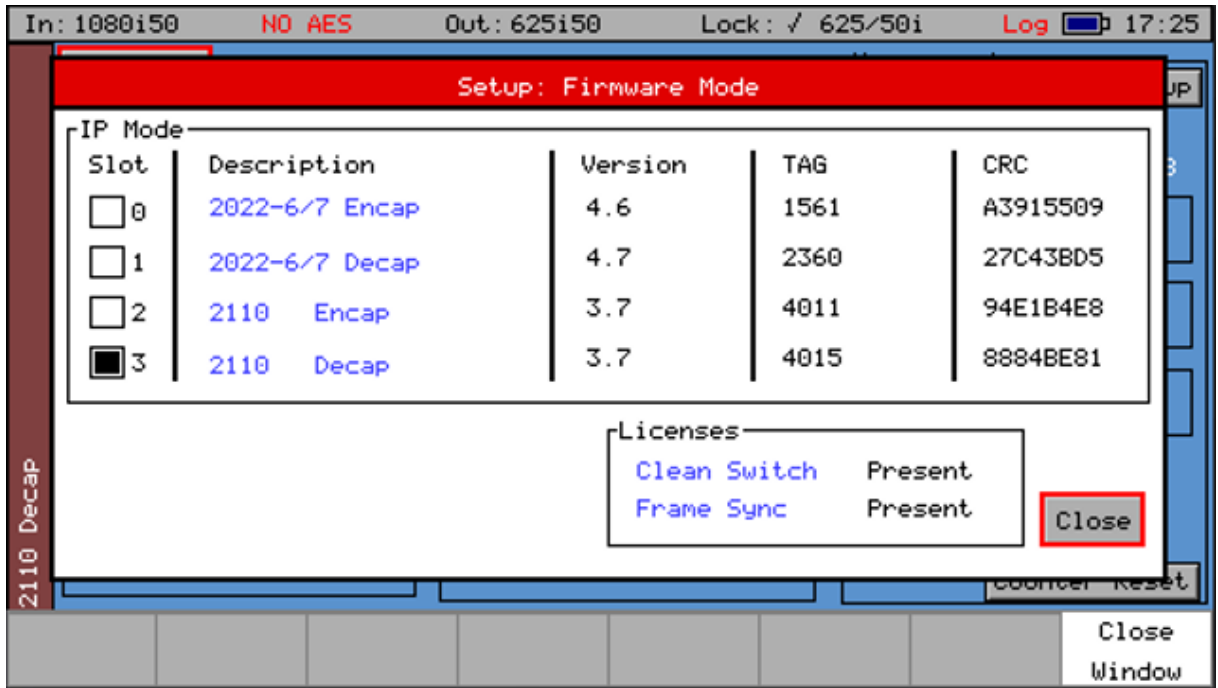 In: 1080i50 NO AES Out: 625i50 Lock: √ 625/50i Log 17:25
Setup: Firmware Mode
IP Mode
Slot Description Version TAG CRC
0 2022-6/7 Encap 4.6 1561 A3915509
1 2022-6/7 Decap 4.7 2360 27C43BD5
2 2110 Encap 3.7 4011 94E1B4E8
3 2110 Decap 3.7 4015 8884BE81
Licenses
Clean Switch Present
Frame Sync Present
Close
2110 Decap
Counter Reset
Close
Window